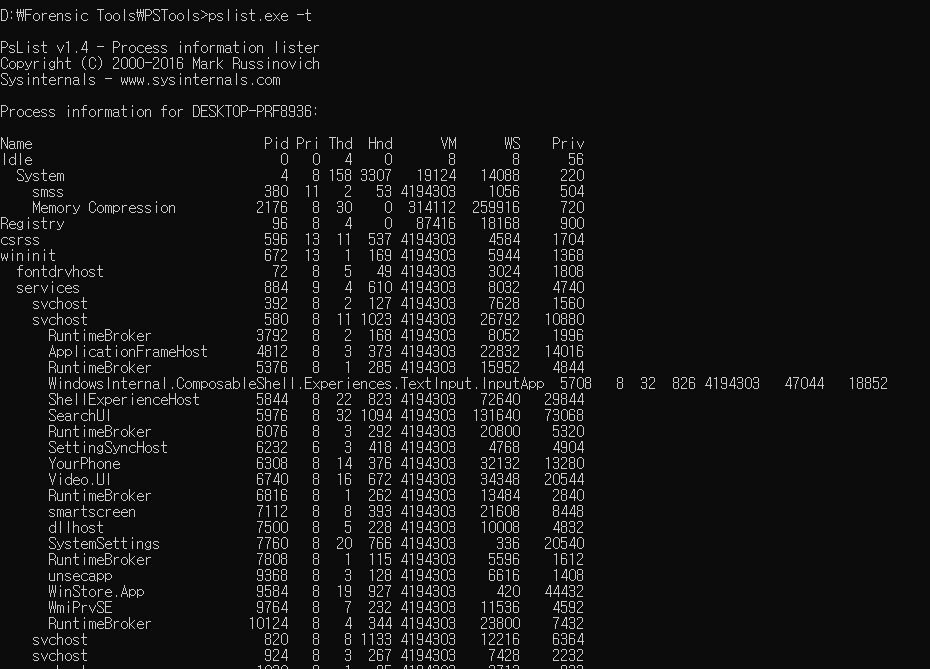 D:₩Forensic Tools₩PSTools>pslist.exe -t
PsList v1.4 - Process information lister
Copyright (C) 2000-2016 Mark Russinovich
Sysinternals - www.sysinternals.com
Process information for DESKTOP-PRF8936:
Name Pid Pri Thd Hnd VM WS Priv
Idle 0 0 4 0 8 8 56
System 4 8 158 3307 19124 14088 220
smss 380 11 2 53 4194303 1056 504
Memory Compression 2176 8 30 0 314112 259916 720
Registry 96 8 4 0 87416 18168 900
csrss 596 13 11 537 4194303 4584 1704
wininit 672 13 1 169 4194303 5944 1368
fontdrvhost 72 8 5 49 4194303 3024 1808
services 884 9 4 610 4194303 8032 4740
svchost 392 8 2 127 4194303 7628 1560
svchost 580 8 11 1023 4194303 26792 10880
RuntimeBroker 3792 8 2 168 4194303 8052 1996
ApplicationFrameHost 4812 8 3 373 4194303 22832 14016
RuntimeBroker 5376 8 1 285 4194303 15952 4844
WindowsInternal.ComposableShell.Experiences.TextInput.InputApp 5708 8 32 826 4194303 47044 18852
ShellExperienceHost 5844 8 22 823 4194303 72640 29844
SearchUI 5976 8 32 1094 4194303 131640 73068
RuntimeBroker 6076 8 3 292 4194303 20800 5320
SettingSyncHost 6232 6 3 418 4194303 4768 4904
YourPhone 6308 8 14 376 4194303 32132 13280
Video.UI 6740 8 16 672 4194303 34348 20544
RuntimeBroker 6816 8 1 262 4194303 13484 2840
smartscreen 7112 8 8 393 4194303 21608 8448
dllhost 7500 8 5 228 4194303 10008 4832
SystemSettings 7760 8 20 766 4194303 336 20540
RuntimeBroker 7808 8 1 115 4194303 5596 1612
unsecapp 9368 8 3 128 4194303 6616 1408
WinStore.App 9584 8 19 927 4194303 420 44432
WmiPrvSE 9764 8 7 232 4194303 11536 4592
RuntimeBroker 10124 8 4 344 4194303 23800 7432
svchost 820 8 8 1133 4194303 12216 6364
svchost 924 8 3 267 4194303 7428 2232